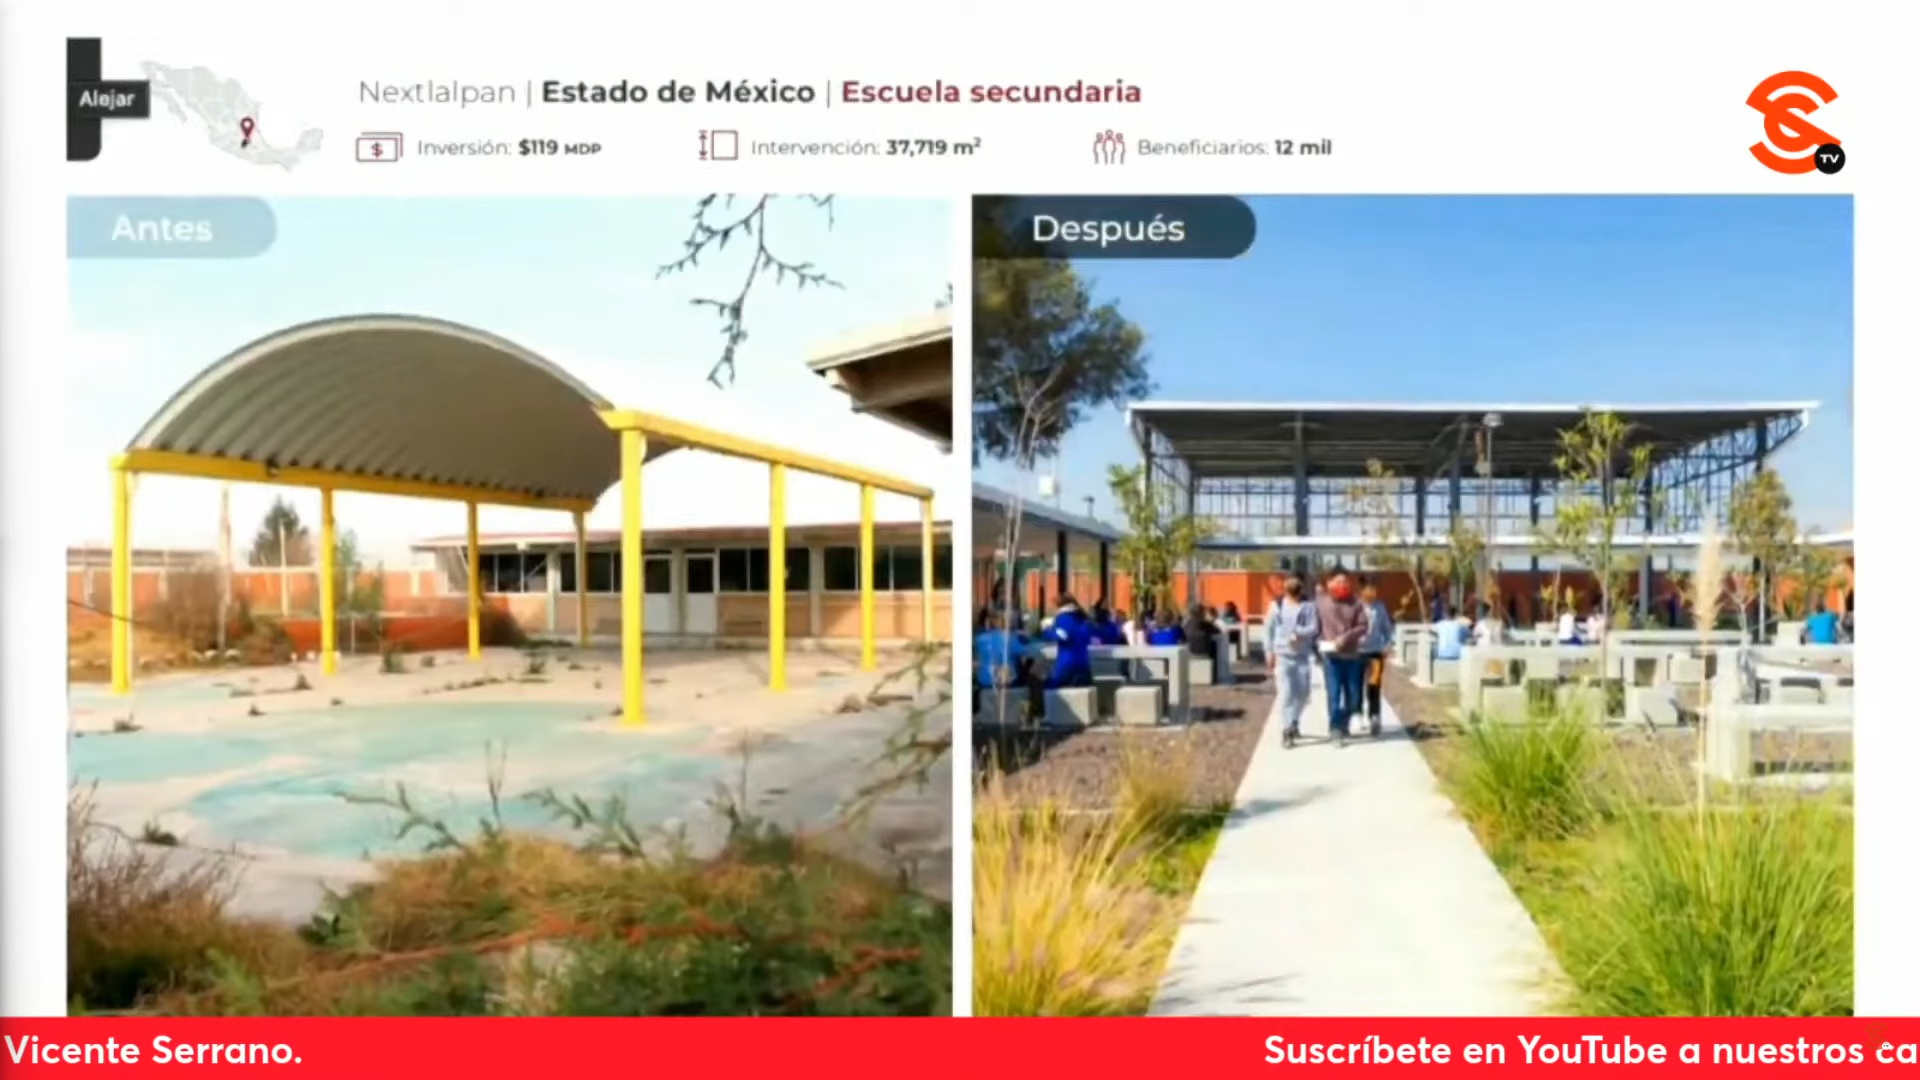 Alejar
Nextlalpan | Estado de México | Escuela secundaria
$
Inversión: $119 MDP
Intervención: 37,719 m²
Beneficiarios: 12 mil
TV
Antes
Después
Vicente Serrano.
Suscríbete en YouTube a nuestros ca